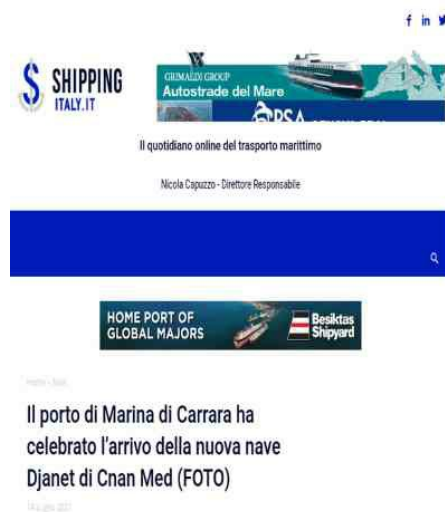 f in
SHIPPING
ITALY.IT
GRIMALDI GROUP
Autostrade del Mare
PSA
Il quotidiano online del trasporto marittimo
Nicola Capuzzo - Direttore Responsabile
HOME PORT OF
GLOBAL MAJORS
Besiktas
Shipyard
Il porto di Marina di Carrara ha
celebrato l'arrivo della nuova nave
Djanet di Cnan Med (FOTO)